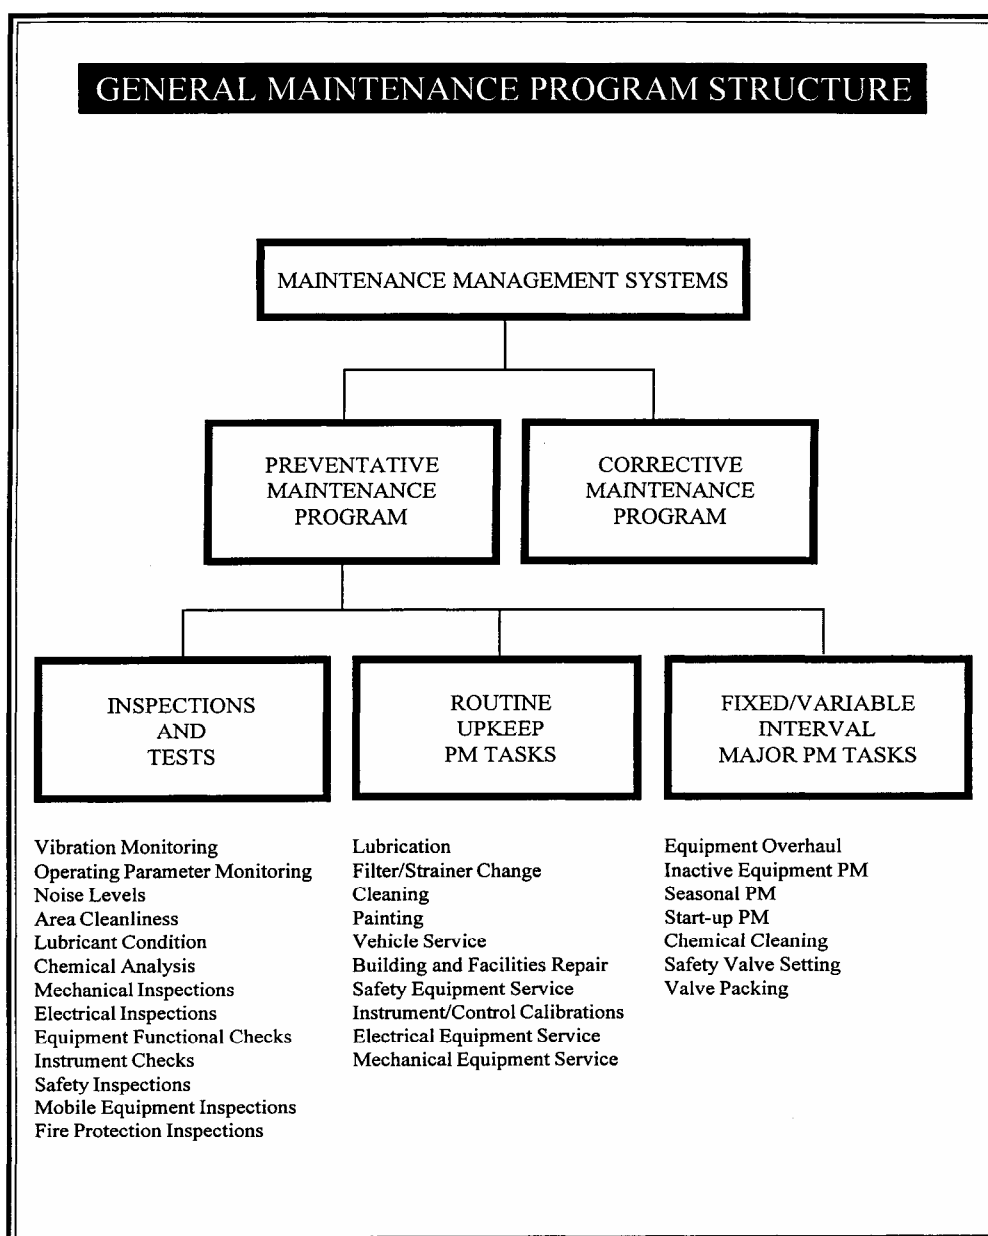 GENERAL MAINTENANCE PROGRAM STRUCTURE
MAINTENANCE MANAGEMENT SYSTEMS
PREVENTATIVE
MAINTENANCE
PROGRAM
CORRECTIVE
MAINTENANCE
PROGRAM
INSPECTIONS
AND
TESTS
ROUTINE
UPKEEP
PM TASKS
FIXED/VARIABLE
INTERVAL
MAJOR PM TASKS
Vibration Monitoring
Operating Parameter Monitoring
Noise Levels
Area Cleanliness
Lubricant Condition
Chemical Analysis
Mechanical Inspections
Electrical Inspections
Equipment Functional Checks
Instrument Checks
Safety Inspections
Mobile Equipment Inspections
Fire Protection Inspections
Lubrication
Filter/Strainer Change
Cleaning
Painting
Vehicle Service
Building and Facilities Repair
Safety Equipment Service
Instrument/Control Calibrations
Electrical Equipment Service
Mechanical Equipment Service
Equipment Overhaul
Inactive Equipment PM
Seasonal PM
Start-up PM
Chemical Cleaning
Safety Valve Setting
Valve Packing